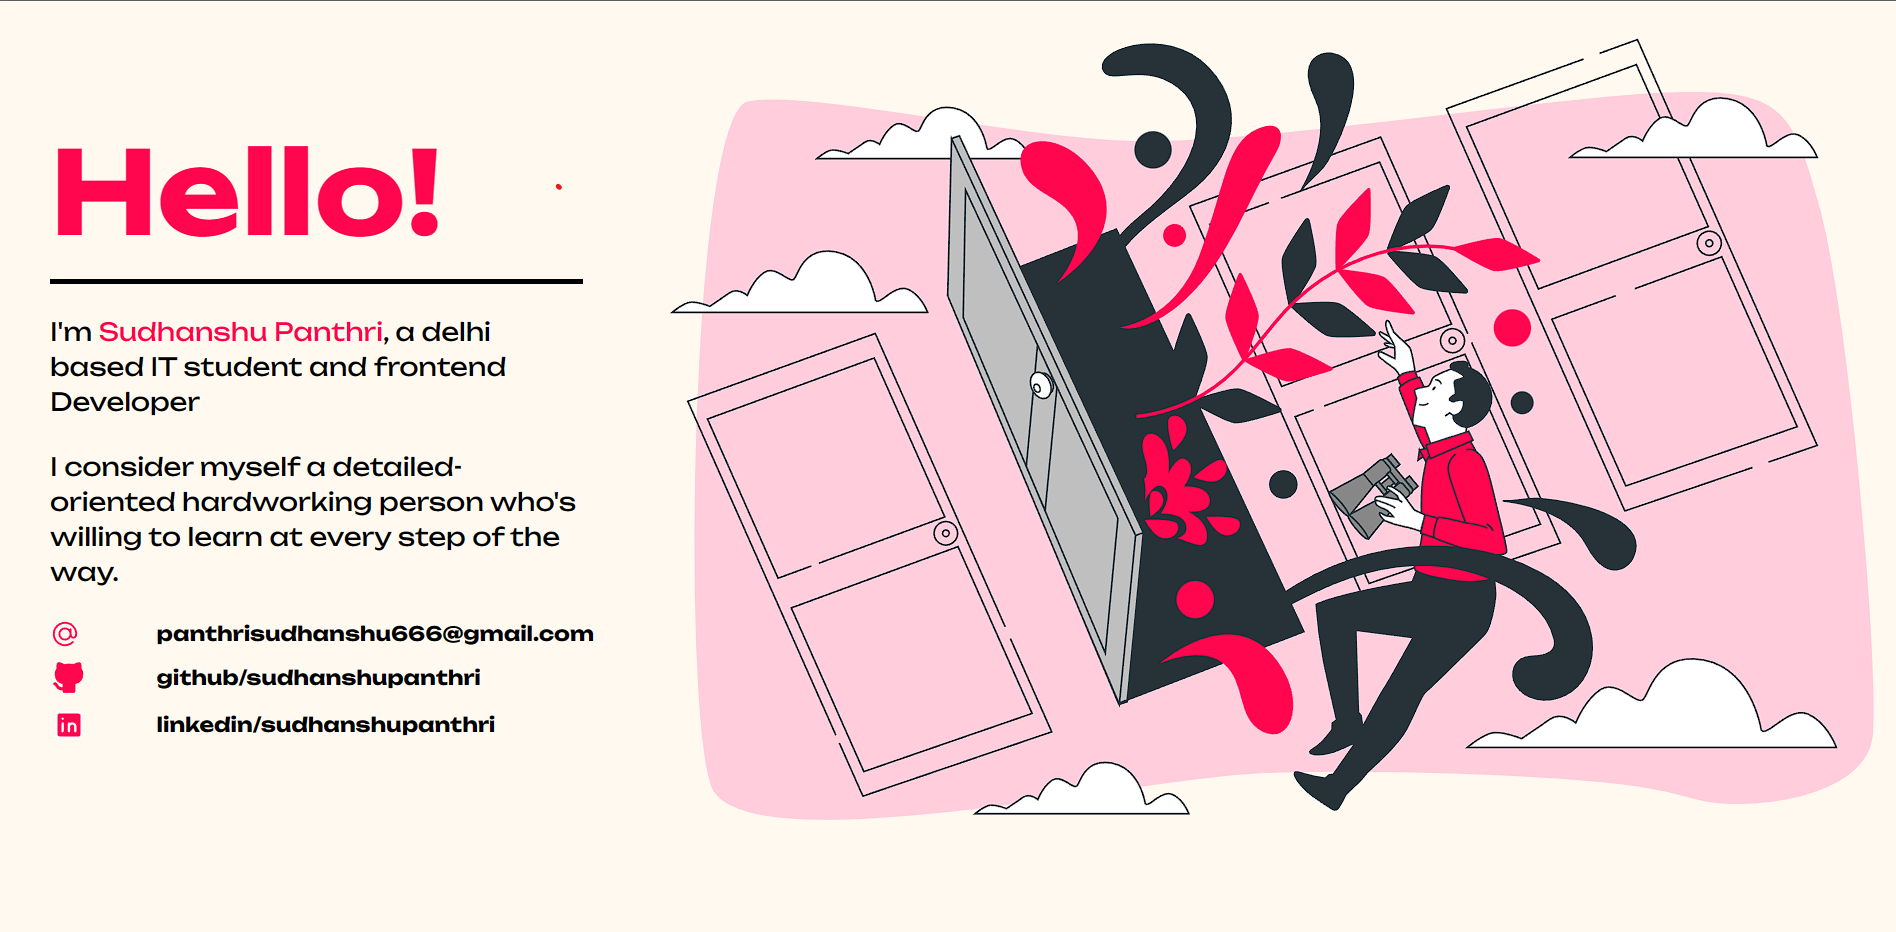 Hello!
I'm Sudhanshu Panthri, a delhi
based IT student and frontend
Developer
I consider myself a detailed-
oriented hardworking person who's
willing to learn at every step of the
way.
panthrisudhanshu666@gmail.com
github/sudhanshupanthri
linkedin/sudhanshupanthri